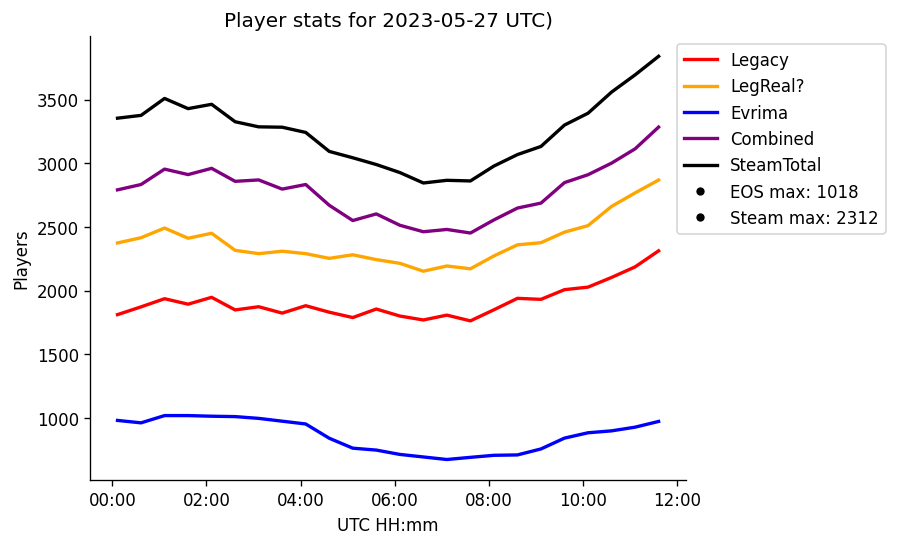 Player stats for 2023-05-27 UTC)
Players
3500
3000
2500
2000
1500
1000
00:00 02:00 04:00 06:00 08:00 10:00 12:00
UTC HH:mm
Legacy
LegReal?
Evrima
Combined
SteamTotal
EOS max: 1018
Steam max: 2312